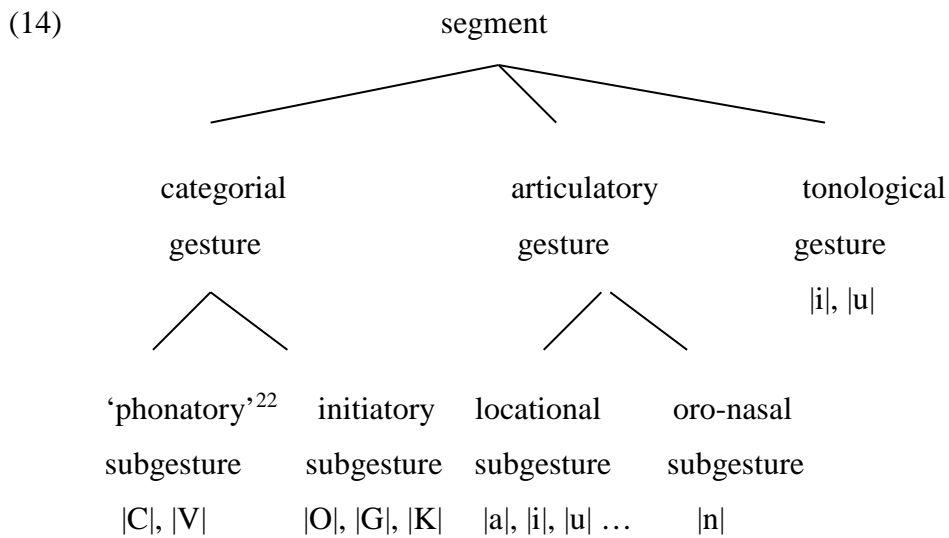 (14) segment
categorial articulatory tonological
gesture gesture gesture
|i|, |u|
‘phonatory’22 initiatory locational oro-nasal
subgesture subgesture subgesture subgesture
|C|, |V| |O|, |G|, |K| |a|, |i|, |u| … |n|